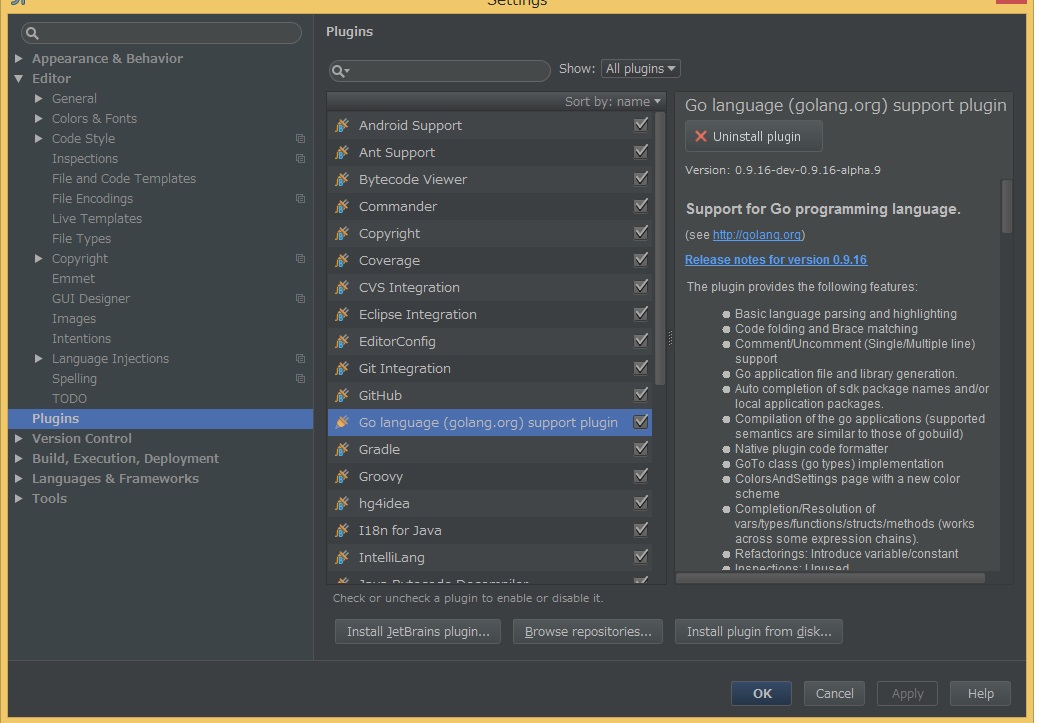 Settings
Appearance & Behavior
Editor
General
Colors & Fonts
Code Style
Inspections
File and Code Templates
File Encodings
Live Templates
File Types
Copyright
Emmet
GUI Designer
Images
Intentions
Language Injections
Spelling
TODO
Plugins
Version Control
Build, Execution, Deployment
Languages & Frameworks
Tools
Plugins
Show: All plugins
Sort by: name
Android Support
Ant Support
Bytecode Viewer
Commander
Copyright
Coverage
CVS Integration
Eclipse Integration
EditorConfig
Git Integration
GitHub
Go language (golang.org) support plugin
Gradle
Groovy
hg4idea
I18n for Java
IntelliLang
Java Bytecode Decompiler
Check or uncheck a plugin to enable or disable it.
Install JetBrains plugin...
Browse repositories...
Install plugin from disk...
Go language (golang.org) support plugin
Uninstall plugin
Version: 0.9.16-dev-0.9.16-alpha.9
Support for Go programming language.
(see http://golang.org)
Release notes for version 0.9.16
The plugin provides the following features:
Basic language parsing and highlighting
Code folding and Brace matching
Comment/Uncomment (Single/Multiple line)
support
Go application file and library generation.
Auto completion of sdk package names and/or
local application packages.
Compilation of the go applications (supported
semantics are similar to those of gobuild)
Native plugin code formatter
GoTo class (go types) implementation
ColorsAndSettings page with a new color
scheme
Completion/Resolution of
vars/types/functions/structs/methods (works
across some expression chains).
Refactorings: Introduce variable/constant
Inspections: Unused
OK
Cancel
Apply
Help